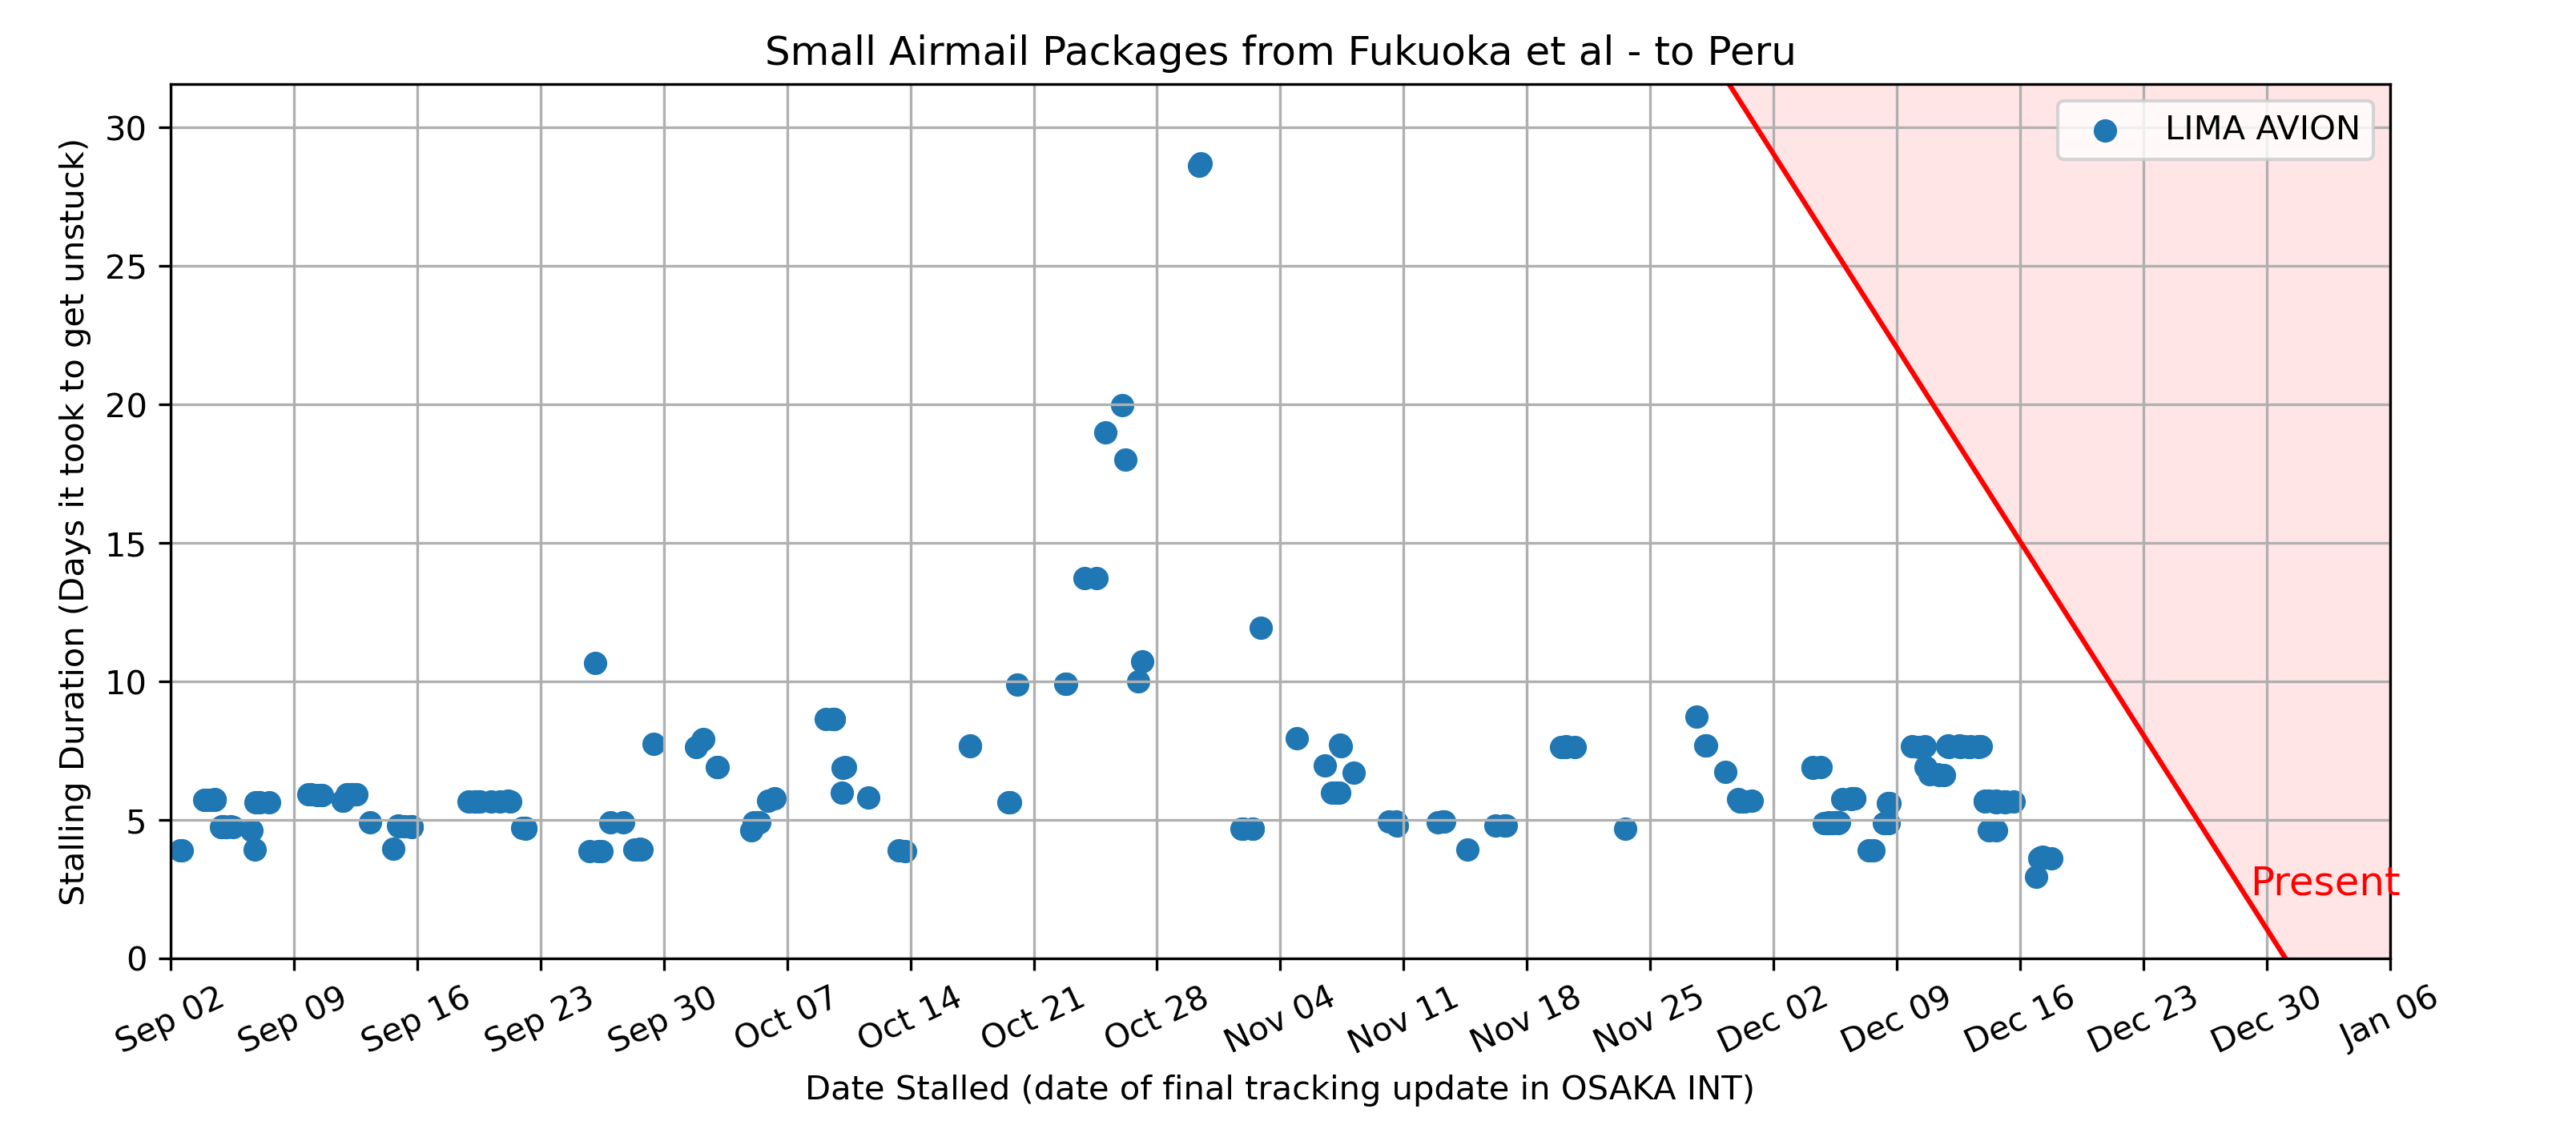 Small Airmail Packages from Fukuoka et al - to Peru
Stalling Duration (Days it took to get unstuck)
30
25
20
15
10
5
0
LIMA AVION
Present
Sep 02
Sep 09
Sep 16
Sep 23
Sep 30
Oct 07
Oct 14
Oct 21
Oct 28
Nov 04
Nov 11
Nov 18
Nov 25
Dec 02
Dec 09
Dec 16
Dec 23
Dec 30
Jan 06
Date Stalled (date of final tracking update in OSAKA INT)